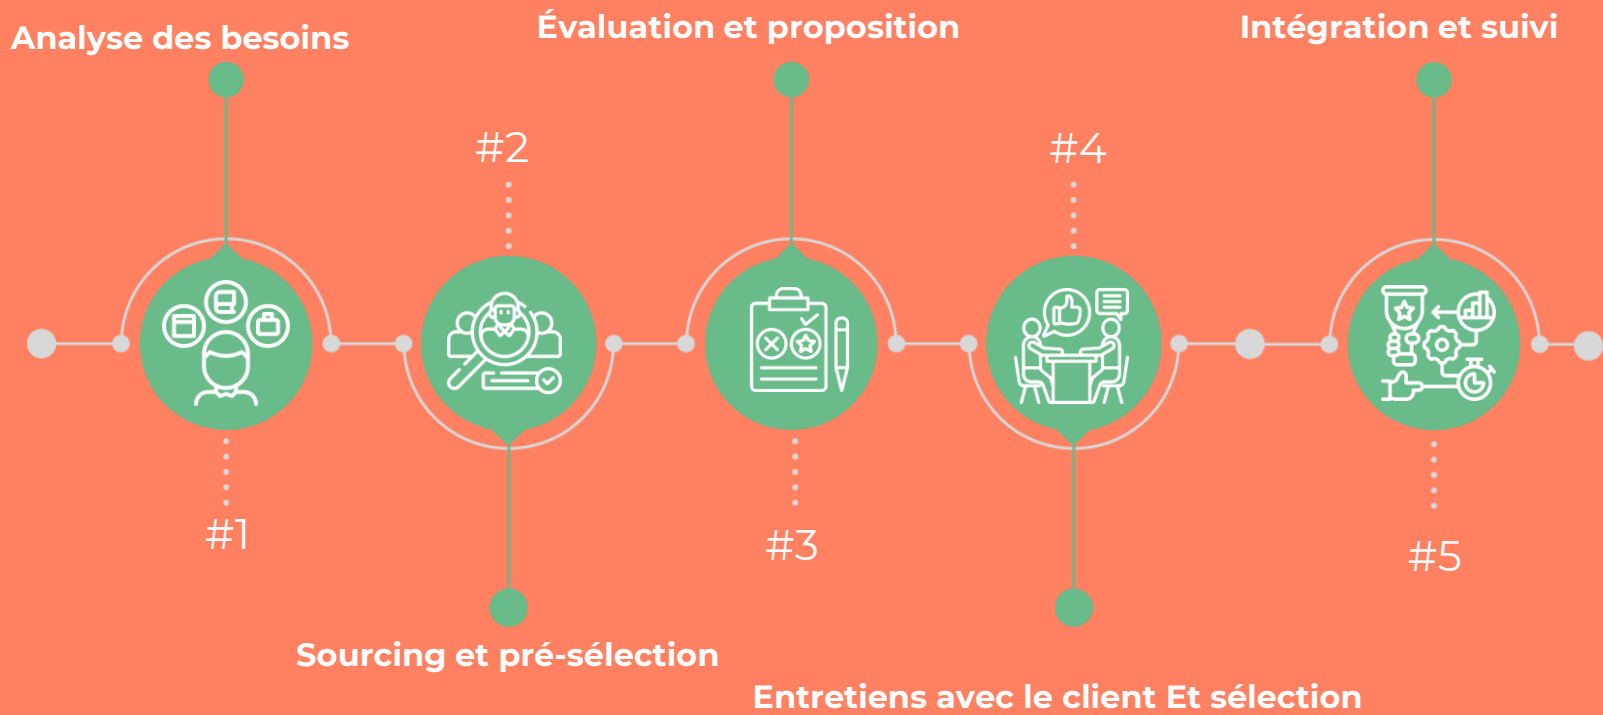 Analyse des besoins
#1
#2
Sourcing et pré-sélection
Évaluation et proposition
#3
#4
Entretiens avec le client Et sélection
Intégration et suivi
#5